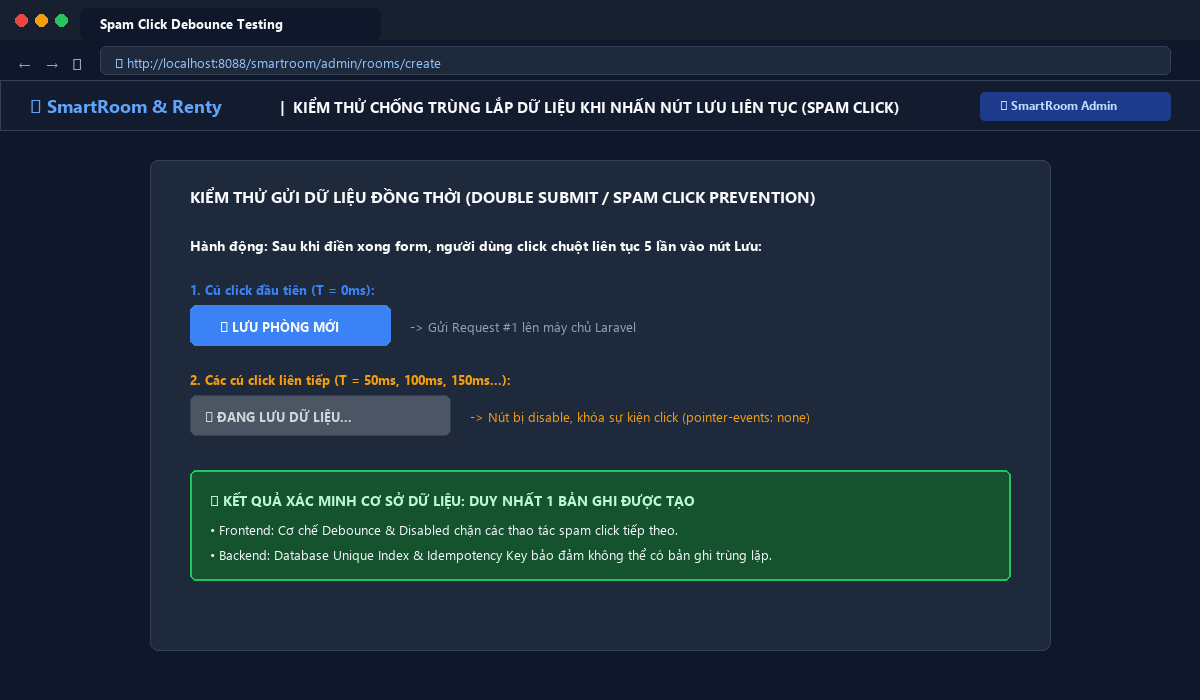 Spam Click Debounce Testing
http://localhost:8088/smartroom/admin/rooms/create
SmartRoom & Renty
| KIỂM THỬ CHỐNG TRÙNG LẮP DỮ LIỆU KHI NHẤN NÚT LƯU LIÊN TỤC (SPAM CLICK)
SmartRoom Admin
KIỂM THỬ GỬI DỮ LIỆU ĐỒNG THỜI (DOUBLE SUBMIT / SPAM CLICK PREVENTION)
Hành động: Sau khi điền xong form, người dùng click chuột liên tục 5 lần vào nút Lưu:
1. Cú click đầu tiên (T = 0ms):
LƯU PHÒNG MỚI
-> Gửi Request #1 lên máy chủ Laravel
2. Các cú click liên tiếp (T = 50ms, 100ms, 150ms...):
ĐANG LƯU DỮ LIỆU...
-> Nút bị disable, khóa sự kiện click (pointer-events: none)
KẾT QUẢ XÁC MINH CƠ SỞ DỮ LIỆU: DUY NHẤT 1 BẢN GHI ĐƯỢC TẠO
• Frontend: Cơ chế Debounce & Disabled chặn các thao tác spam click tiếp theo.
• Backend: Database Unique Index & Idempotency Key bảo đảm không thể có bản ghi trùng lặp.